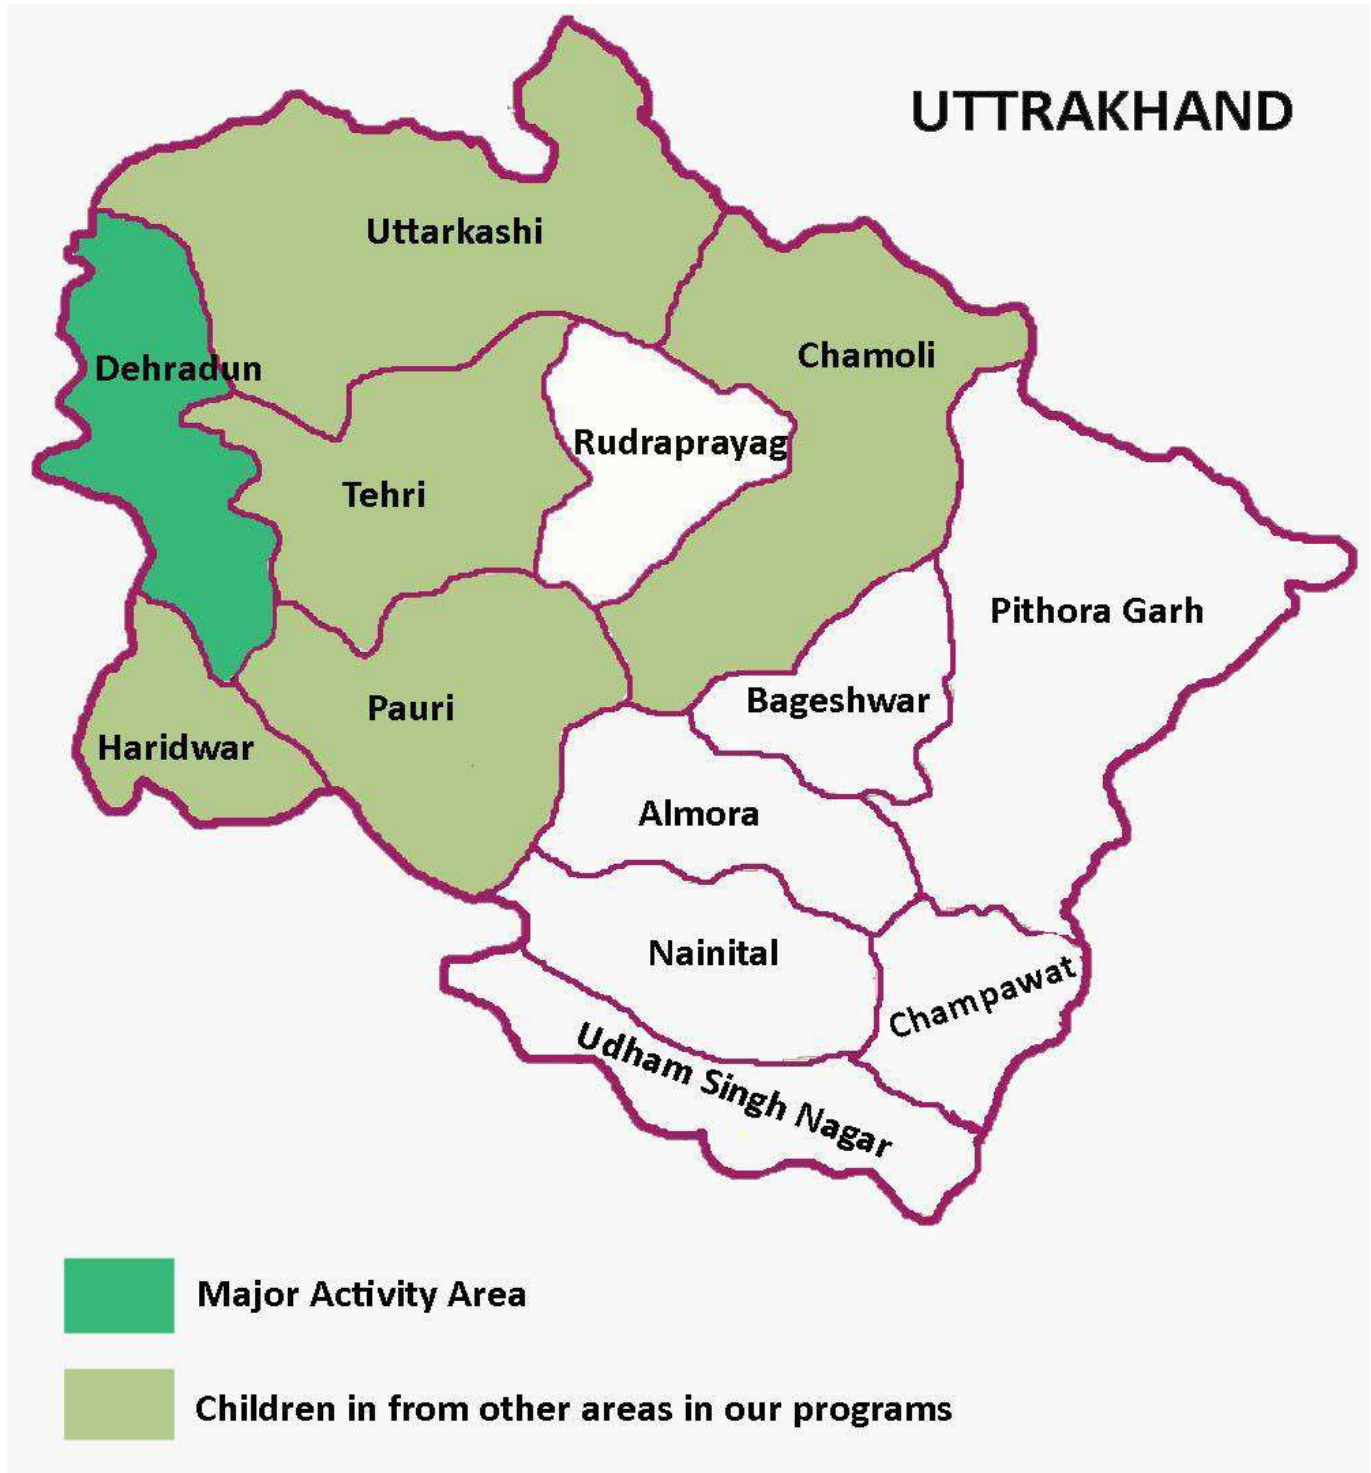 UTTRAKHAND
Uttarkashi
Chamoli
Dehradun
Rudraprayag
Tehri
Pithora Garh
Bageshwar
Pauri
Haridwar
Almora
Nainital
Champawat
Udham Singh Nagar
Major Activity Area
Children in from other areas in our programs